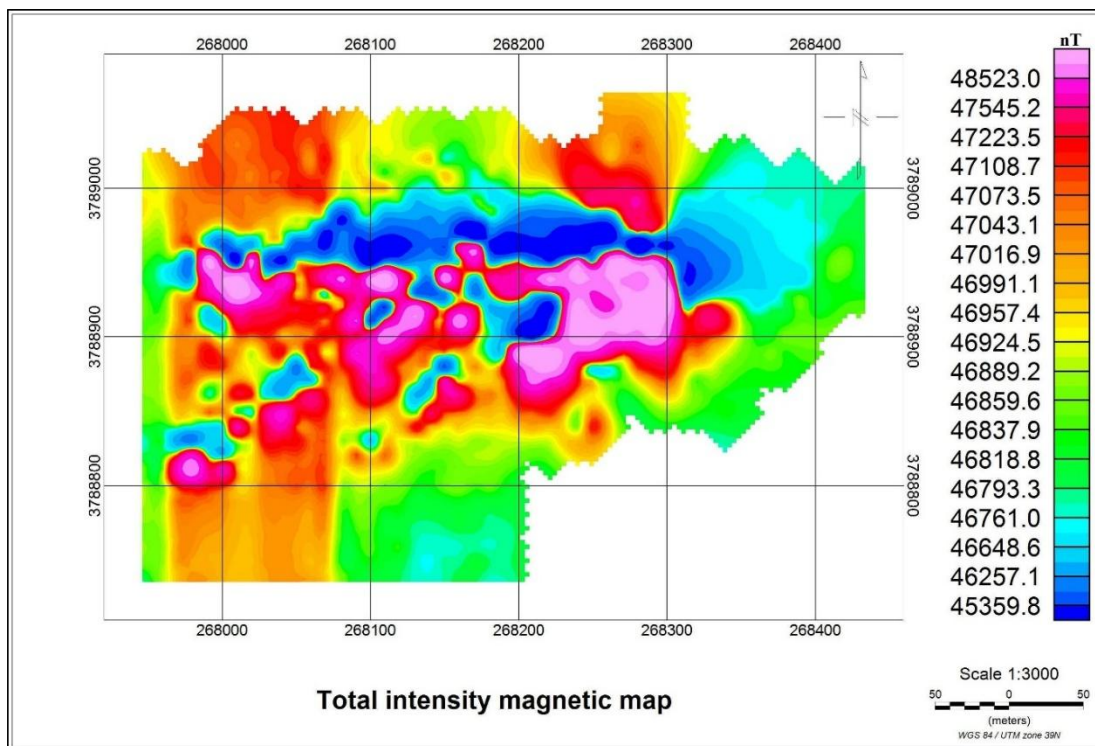 268000 268100 268200 268300 268400
nT
48523.0
47545.2
47223.5
47108.7
47073.5
47043.1
47016.9
46991.1
46957.4
46924.5
46889.2
46859.6
46837.9
46818.8
46793.3
46761.0
46648.6
46257.1
45359.8
3789000 3789000
3788900 3788900
3788800 3788800
268000 268100 268200 268300 268400
Total intensity magnetic map
Scale 1:3000
50 0 50
(meters)
WGS 84 / UTM zone 39N